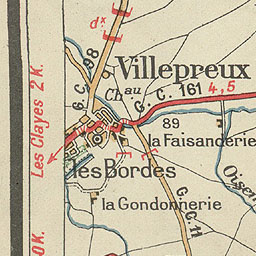 dˣ.
G. C. 98
Villepreux
Chᵃᵘ
G. C. 161
4,5
Les Clayes 2 K.
89
la Faisanderie
les Bordes
Oisem
la Gondonnerie
G. C. 11
0K.